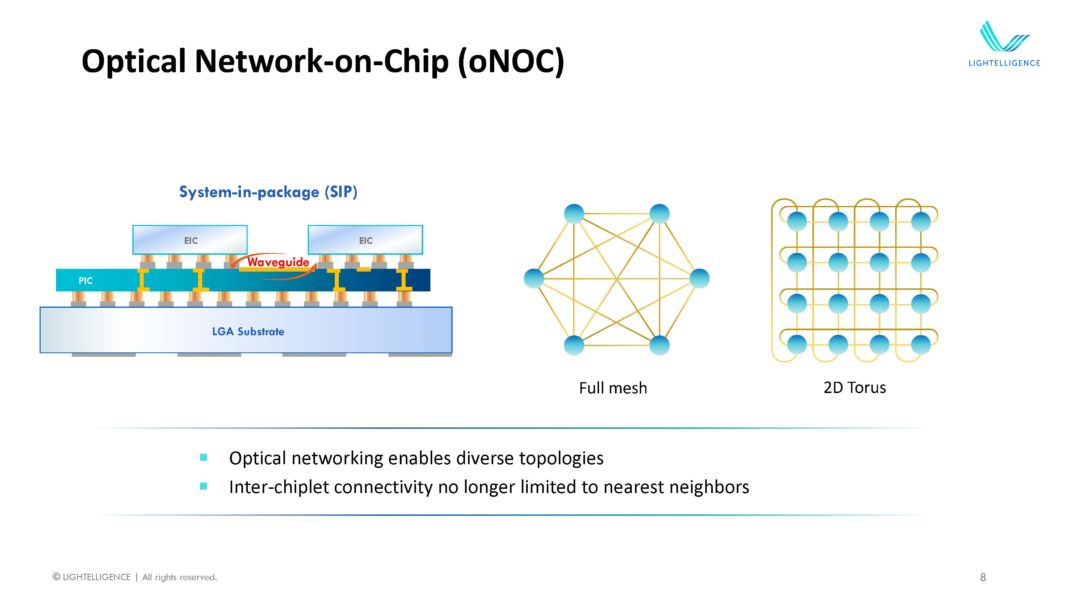 Optical Network-on-Chip (oNOC)
LIGHTELLIGENCE
System-in-package (SIP)
EIC
EIC
Waveguide
PIC
LGA Substrate
Full mesh
2D Torus
Optical networking enables diverse topologies
Inter-chiplet connectivity no longer limited to nearest neighbors
© LIGHTELLIGENCE | All rights reserved.
8